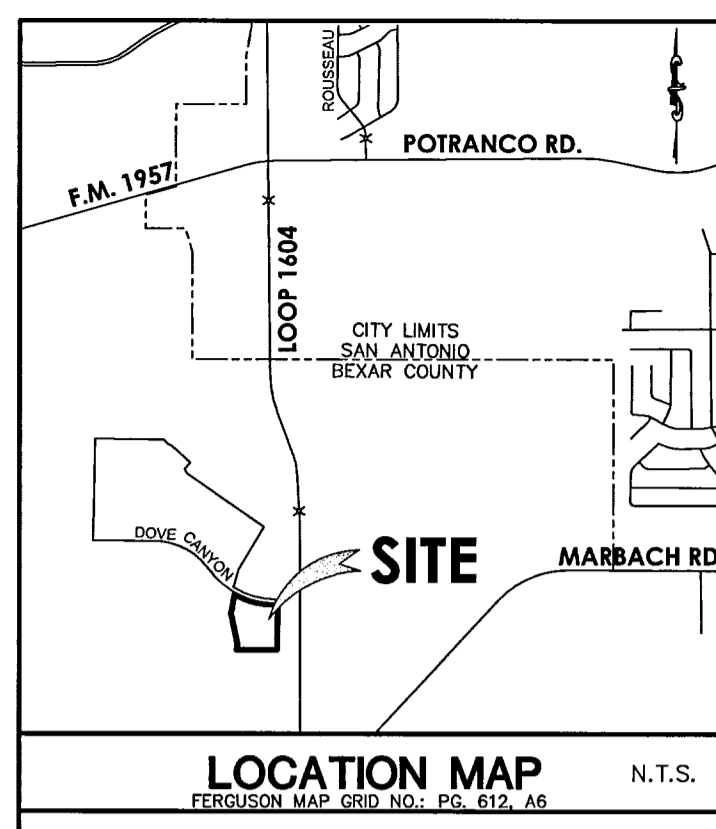 ROUSSEAU
POTRANCO RD.
F.M. 1957
LOOP 1604
CITY LIMITS
SAN ANTONIO
BEXAR COUNTY
DOVE CANYON
SITE
MARBACH RD
LOCATION MAP
N.T.S.
FERGUSON MAP GRID NO.: PG. 612, A6